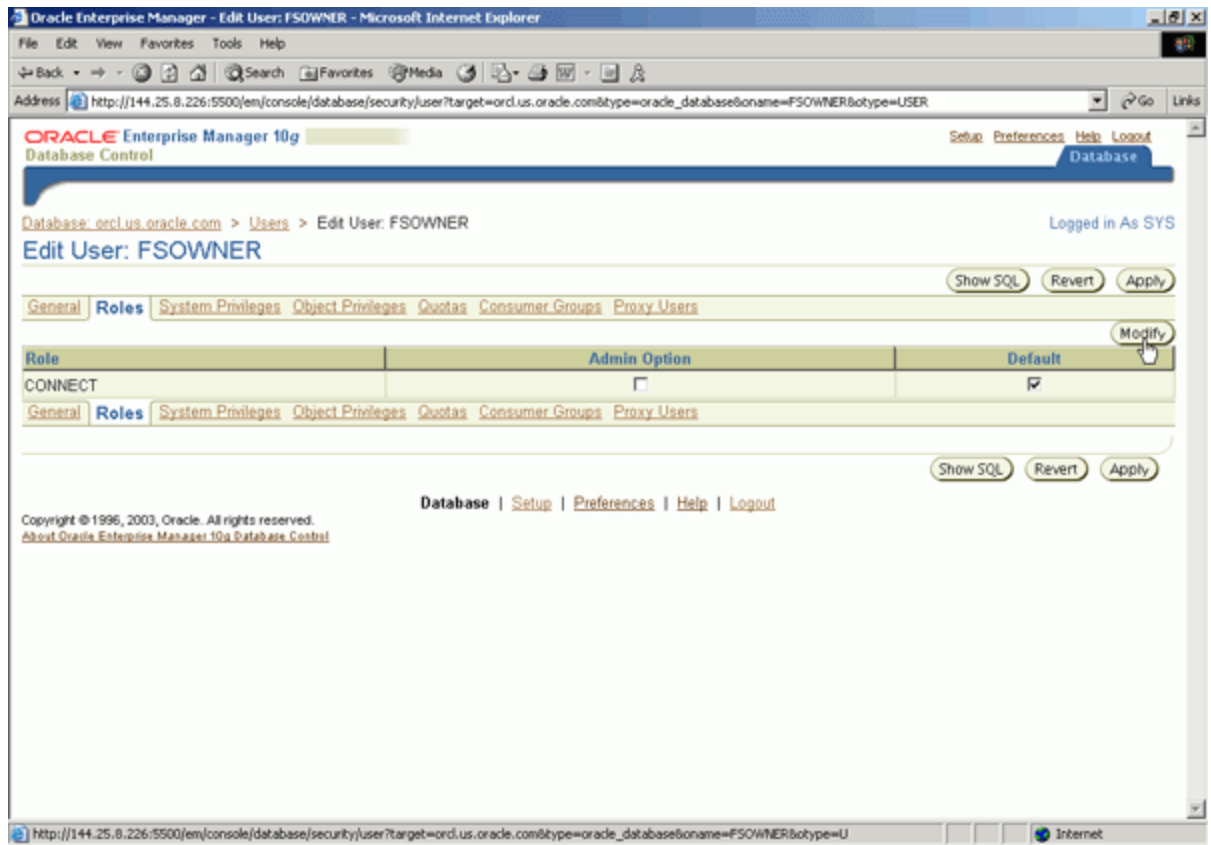 Oracle Enterprise Manager - Edit User: FSOWNER - Microsoft Internet Explorer
File Edit View Favorites Tools Help
Back Search Favorites Media
Address http://144.25.8.226:5500/em/console/database/security/user?target=orcl.us.oracle.com&type=oracle_database&oname=FSOWNER&otype=USER Go Links
ORACLE Enterprise Manager 10g Setup Preferences Help Logout
Database Control Database
Database: orcl.us.oracle.com > Users > Edit User: FSOWNER Logged in As SYS
Edit User: FSOWNER
Show SQL Revert Apply
General Roles System Privileges Object Privileges Quotas Consumer Groups Proxy Users
Modify
Role Admin Option Default
CONNECT
General Roles System Privileges Object Privileges Quotas Consumer Groups Proxy Users
Show SQL Revert Apply
Database | Setup | Preferences | Help | Logout
Copyright © 1996, 2003, Oracle. All rights reserved.
About Oracle Enterprise Manager 10g Database Control
http://144.25.8.226:5500/em/console/database/security/user?target=orcl.us.oracle.com&type=oracle_database&oname=FSOWNER&otype=U Internet